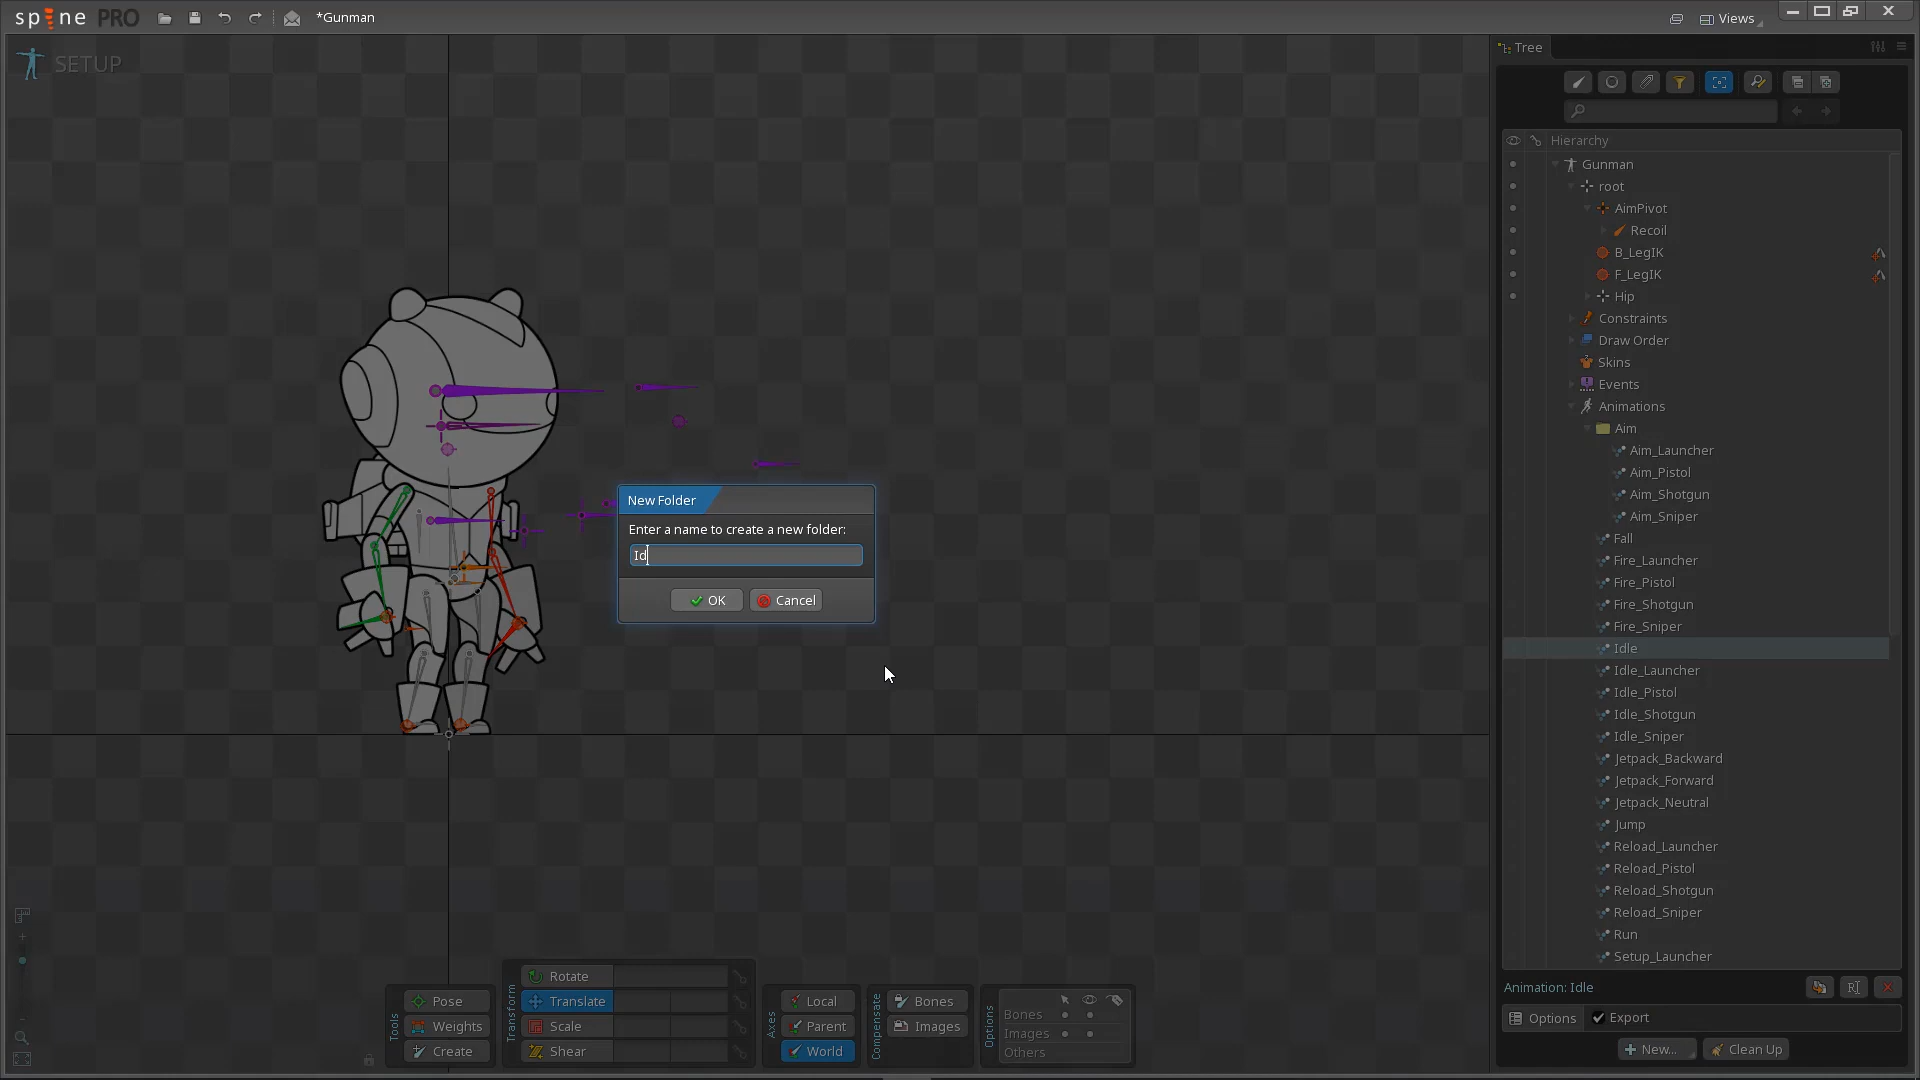 spine PRO
*Gunman
Views
SETUP
Tree
Hierarchy
Gunman
root
AimPivot
Recoil
B_LegIK
F_LegIK
Hip
Constraints
Draw Order
Skins
Events
Animations
Aim
Aim_Launcher
Aim_Pistol
Aim_Shotgun
Aim_Sniper
Fall
Fire_Launcher
Fire_Pistol
Fire_Shotgun
Fire_Sniper
Idle
Idle_Launcher
Idle_Pistol
Idle_Shotgun
Idle_Sniper
Jetpack_Backward
Jetpack_Forward
Jetpack_Neutral
Jump
Reload_Launcher
Reload_Pistol
Reload_Shotgun
Reload_Sniper
Run
Setup_Launcher
Animation: Idle
Options
Export
New...
Clean Up
New Folder
Enter a name to create a new folder:
Id
OK
Cancel
Tools
Pose
Weights
Create
Transform
Rotate
Translate
Scale
Shear
Axes
Local
Parent
World
Compensate
Bones
Images
Options
Bones
Images
Others